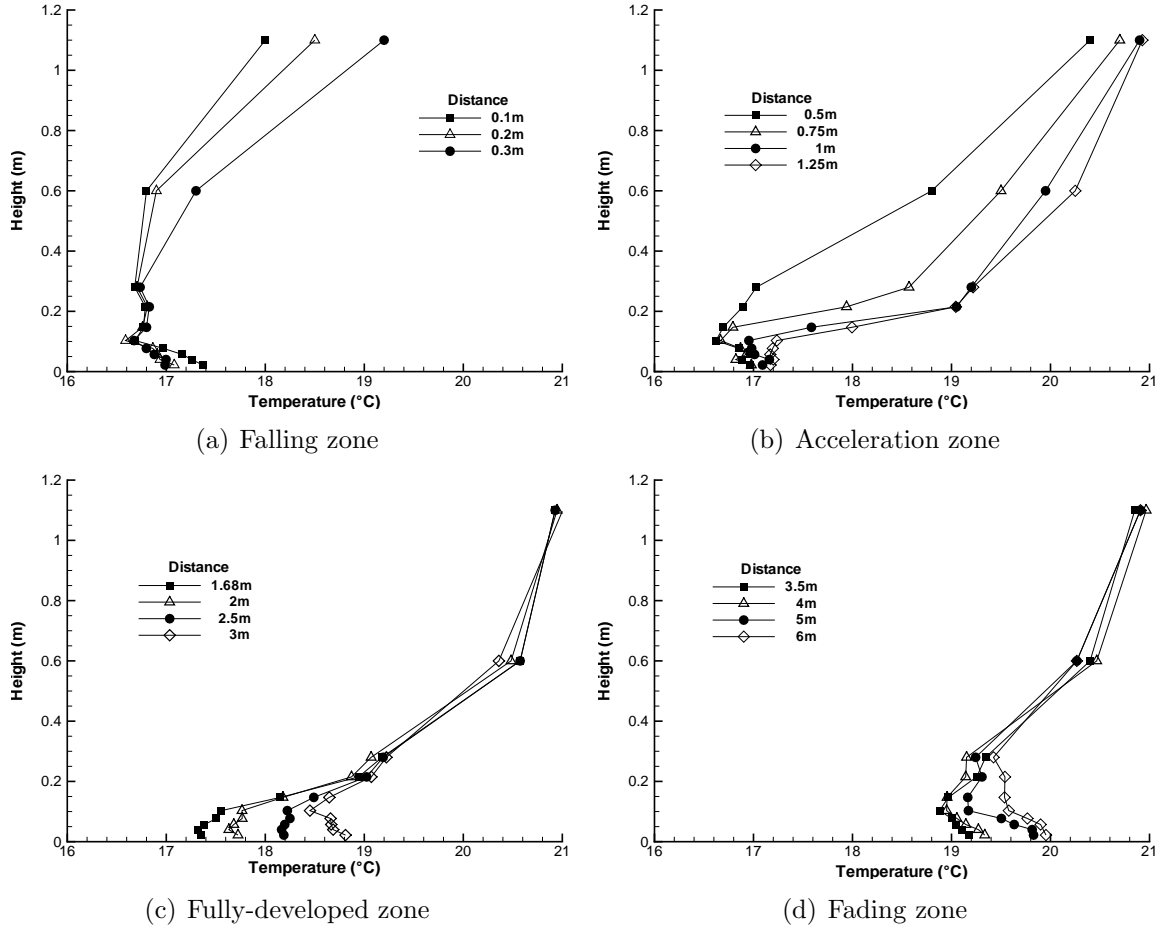 1.2
1
0.8
0.6
0.4
0.2
0
Height (m)
Distance
0.1m
0.2m
0.3m
16 17 18 19 20 21
Temperature (°C)
(a) Falling zone
1.2
1
0.8
0.6
0.4
0.2
0
Height (m)
Distance
0.5m
0.75m
1m
1.25m
16 17 18 19 20 21
Temperature (°C)
(b) Acceleration zone
1.2
1
0.8
0.6
0.4
0.2
0
Height (m)
Distance
1.68m
2m
2.5m
3m
16 17 18 19 20 21
Temperature (°C)
(c) Fully-developed zone
1.2
1
0.8
0.6
0.4
0.2
0
Height (m)
Distance
3.5m
4m
5m
6m
16 17 18 19 20 21
Temperature (°C)
(d) Fading zone